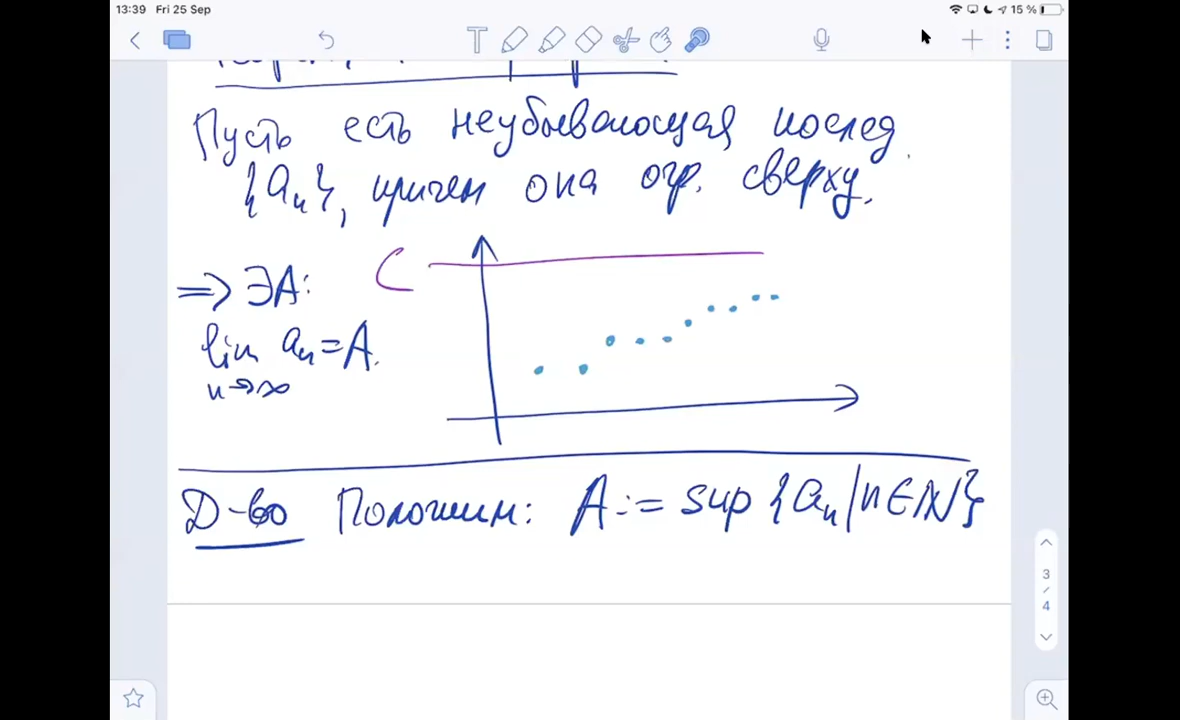 13:39 Fri 25 Sep 15 %
Пусть есть неубывающая послед.
{aₙ}, причем она огр. сверху.
C
=> ∃A:
lim aₙ = A.
n→∞
Д-во Положим: A := sup {aₙ | n ∈ ℕ}
3
/
4